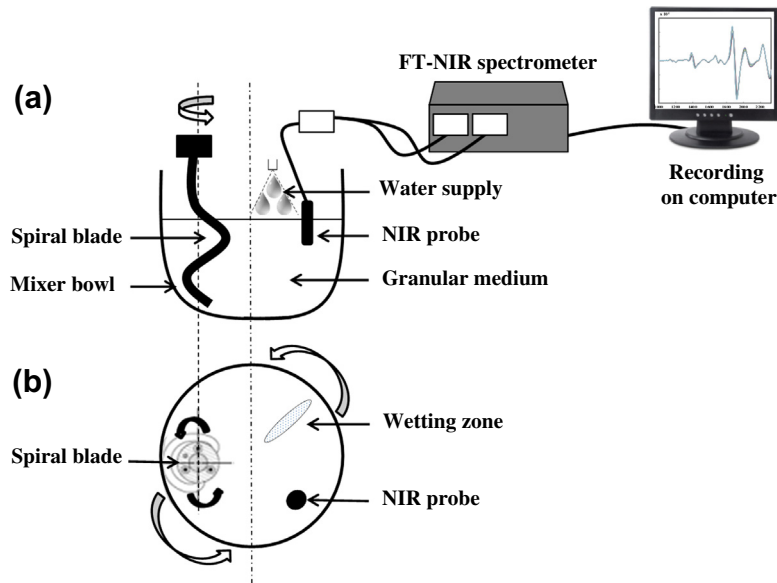 FT-NIR spectrometer
(a)
Recording
on computer
Water supply
Spiral blade
NIR probe
Mixer bowl
Granular medium
(b)
Wetting zone
Spiral blade
NIR probe